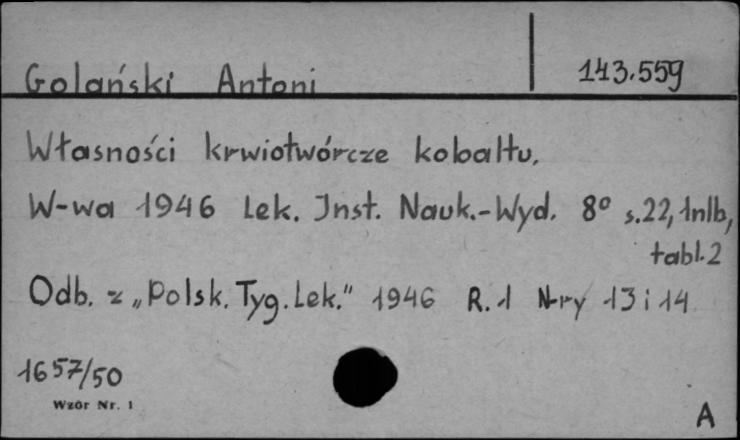 Golański Antoni 143.559
Własności krwiotwórcze kobaltu.
W-wa 1946 Lek. Inst. Nauk.-Wyd. 8° s.22, 1nlb,
tabl.2
Odb. z „Polsk. Tyg. Lek." 1946 R. 1 N-ry 13 i 14
1657/50
Wzór Nr. 1
A